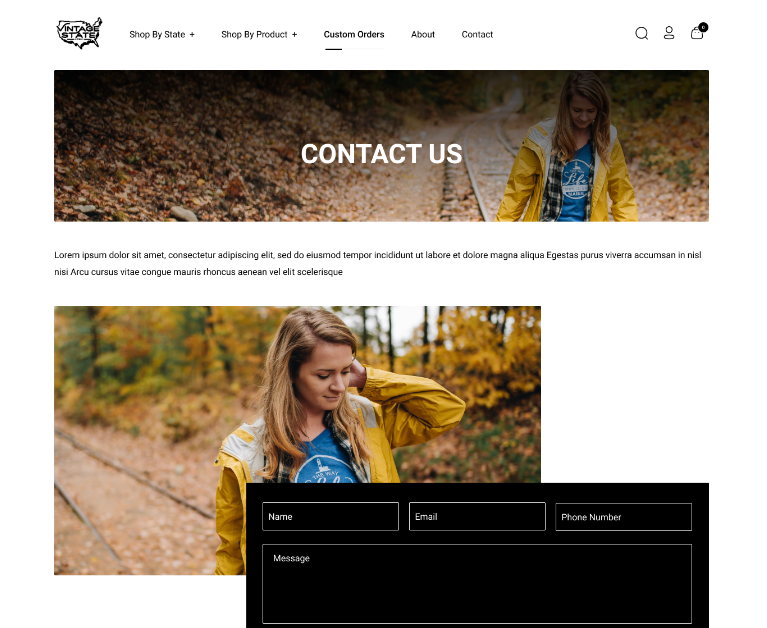 VINTAGE
STATE
Shop By State +
Shop By Product +
Custom Orders
About
Contact
0
CONTACT US
Lorem ipsum dolor sit amet, consectetur adipiscing elit, sed do eiusmod tempor incididunt ut labore et dolore magna aliqua Egestas purus viverra accumsan in nisl
nisi Arcu cursus vitae congue mauris rhoncus aenean vel elit scelerisque
Name
Email
Phone Number
Message